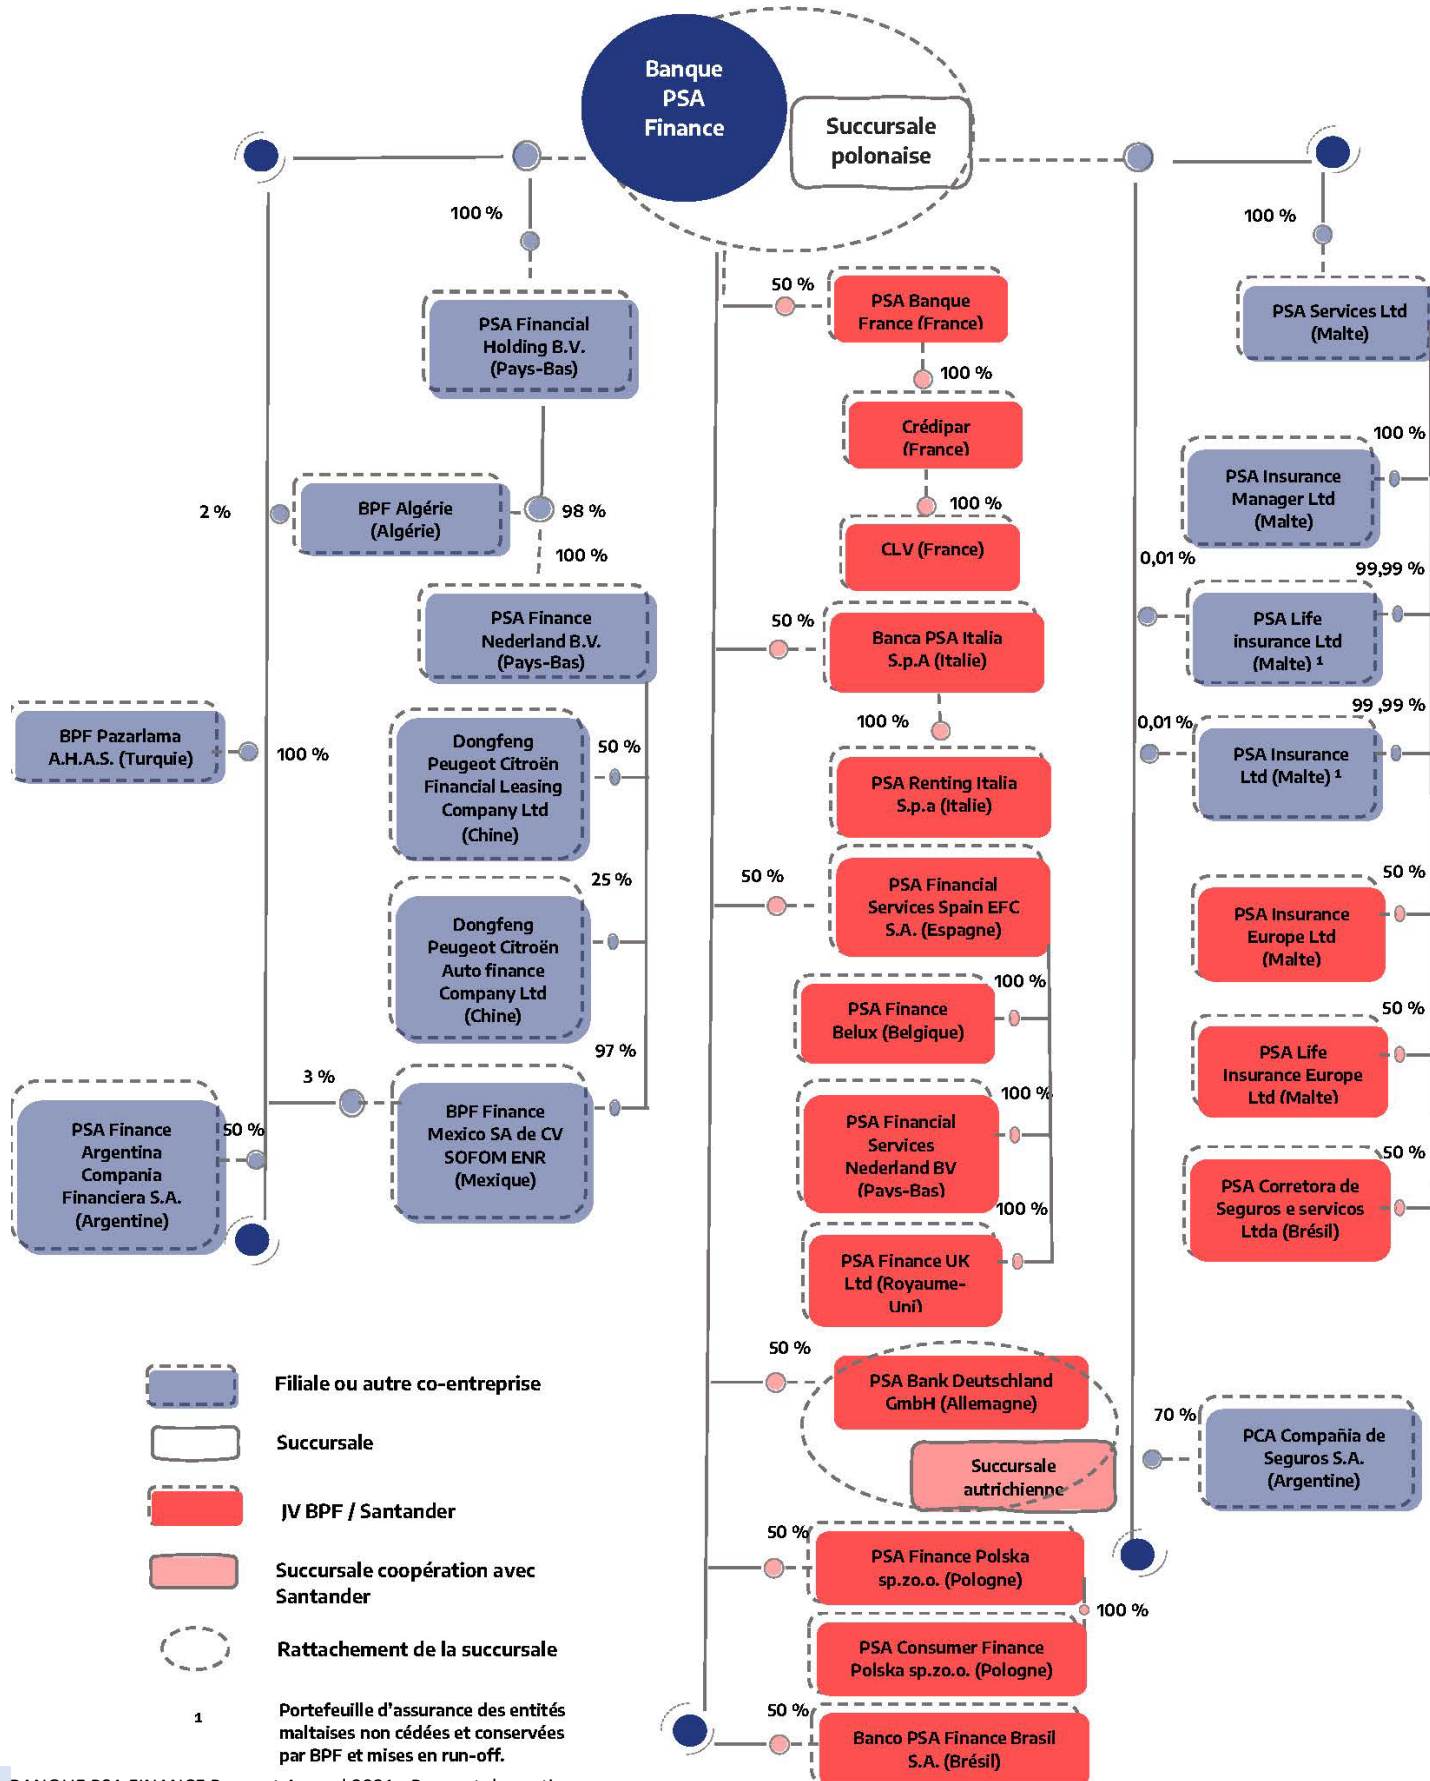 Banque
PSA
Finance
Succursale
polonaise
100 %
PSA Financial
Holding B.V.
(Pays-Bas)
2 %
BPF Algérie
(Algérie)
98 %
100 %
PSA Finance
Nederland B.V.
(Pays-Bas)
BPF Pazarlama
A.H.A.S. (Turquie)
100 %
Dongfeng
Peugeot Citroën
Financial Leasing
Company Ltd
(Chine)
50 %
25 %
Dongfeng
Peugeot Citroën
Auto finance
Company Ltd
(Chine)
97 %
3 %
BPF Finance
Mexico SA de CV
SOFOM ENR
(Mexique)
50 %
PSA Finance
Argentina
Compania
Financiera S.A.
(Argentine)
50 %
PSA Banque
France (France)
100 %
Crédipar
(France)
100 %
CLV (France)
50 %
Banca PSA Italia
S.p.A (Italie)
100 %
PSA Renting Italia
S.p.a (Italie)
50 %
PSA Financial
Services Spain EFC
S.A. (Espagne)
100 %
PSA Finance
Belux (Belgique)
100 %
PSA Financial
Services
Nederland BV
(Pays-Bas)
100 %
PSA Finance UK
Ltd (Royaume-
Uni)
50 %
PSA Bank Deutschland
GmbH (Allemagne)
Succursale
autrichienne
50 %
PSA Finance Polska
sp.zo.o. (Pologne)
100 %
PSA Consumer Finance
Polska sp.zo.o. (Pologne)
50 %
Banco PSA Finance Brasil
S.A. (Brésil)
100 %
PSA Services Ltd
(Malte)
100 %
PSA Insurance
Manager Ltd
(Malte)
0,01 %
99,99 %
PSA Life
insurance Ltd
(Malte) ¹
0,01 %
99 ,99 %
PSA Insurance
Ltd (Malte) ¹
50 %
PSA Insurance
Europe Ltd
(Malte)
50 %
PSA Life
Insurance Europe
Ltd (Malte)
50 %
PSA Corretora de
Seguros e servicos
Ltda (Brésil)
70 %
PCA Compañia de
Seguros S.A.
(Argentine)
Filiale ou autre co-entreprise
Succursale
JV BPF / Santander
Succursale coopération avec
Santander
Rattachement de la succursale
1
Portefeuille d'assurance des entités
maltaises non cédées et conservées
par BPF et mises en run-off.